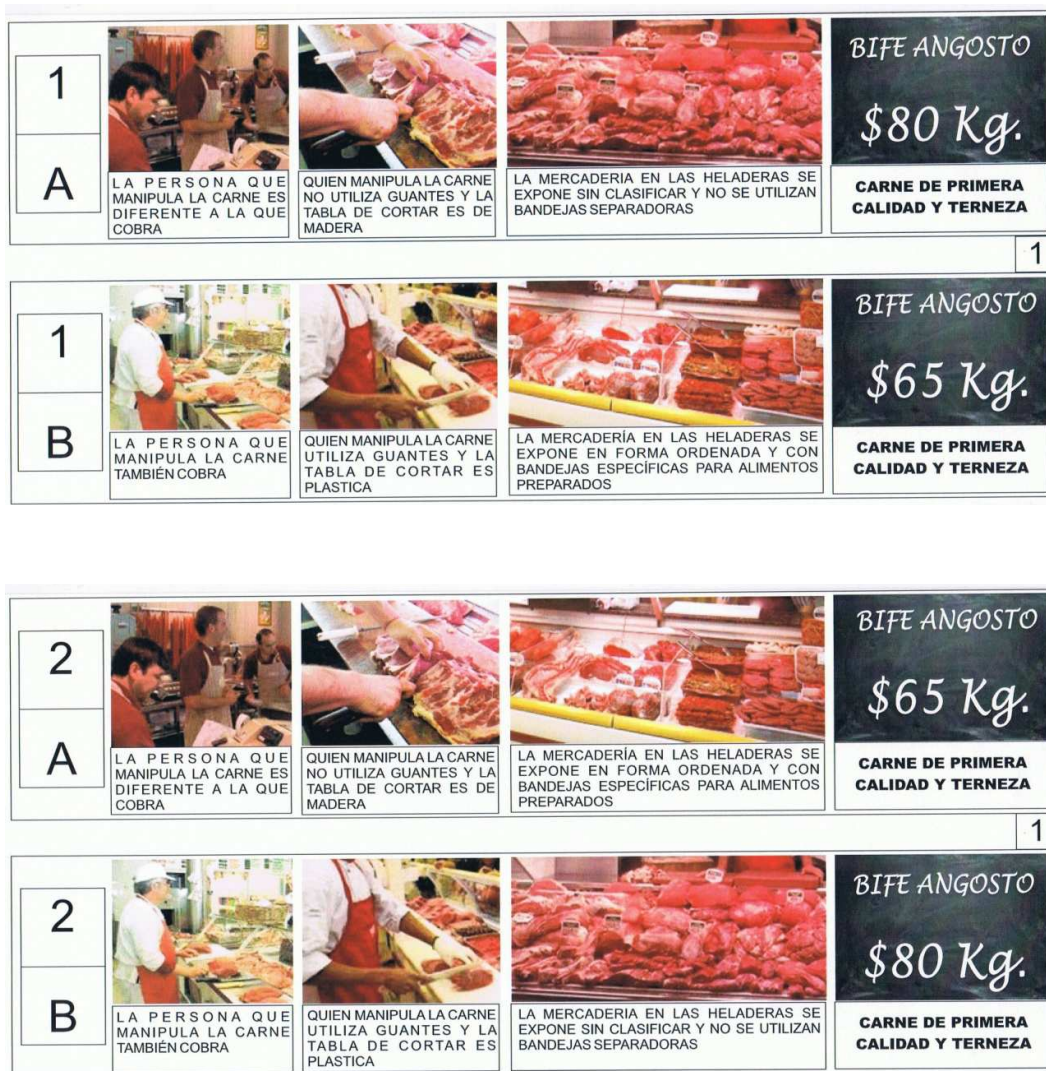 1
A
LA PERSONA QUE
MANIPULA LA CARNE ES
DIFERENTE A LA QUE
COBRA
QUIEN MANIPULA LA CARNE
NO UTILIZA GUANTES Y LA
TABLA DE CORTAR ES DE
MADERA
LA MERCADERIA EN LAS HELADERAS SE
EXPONE SIN CLASIFICAR Y NO SE UTILIZAN
BANDEJAS SEPARADORAS
BIFE ANGOSTO
$80 Kg.
CARNE DE PRIMERA
CALIDAD Y TERNEZA
1
1
B
LA PERSONA QUE
MANIPULA LA CARNE
TAMBIÉN COBRA
QUIEN MANIPULA LA CARNE
UTILIZA GUANTES Y LA
TABLA DE CORTAR ES
PLASTICA
LA MERCADERÍA EN LAS HELADERAS SE
EXPONE EN FORMA ORDENADA Y CON
BANDEJAS ESPECÍFICAS PARA ALIMENTOS
PREPARADOS
BIFE ANGOSTO
$65 Kg.
CARNE DE PRIMERA
CALIDAD Y TERNEZA
2
A
LA PERSONA QUE
MANIPULA LA CARNE ES
DIFERENTE A LA QUE
COBRA
QUIEN MANIPULA LA CARNE
NO UTILIZA GUANTES Y LA
TABLA DE CORTAR ES DE
MADERA
LA MERCADERÍA EN LAS HELADERAS SE
EXPONE EN FORMA ORDENADA Y CON
BANDEJAS ESPECÍFICAS PARA ALIMENTOS
PREPARADOS
BIFE ANGOSTO
$65 Kg.
CARNE DE PRIMERA
CALIDAD Y TERNEZA
1
2
B
LA PERSONA QUE
MANIPULA LA CARNE
TAMBIÉN COBRA
QUIEN MANIPULA LA CARNE
UTILIZA GUANTES Y LA
TABLA DE CORTAR ES
PLASTICA
LA MERCADERIA EN LAS HELADERAS SE
EXPONE SIN CLASIFICAR Y NO SE UTILIZAN
BANDEJAS SEPARADORAS
BIFE ANGOSTO
$80 Kg.
CARNE DE PRIMERA
CALIDAD Y TERNEZA